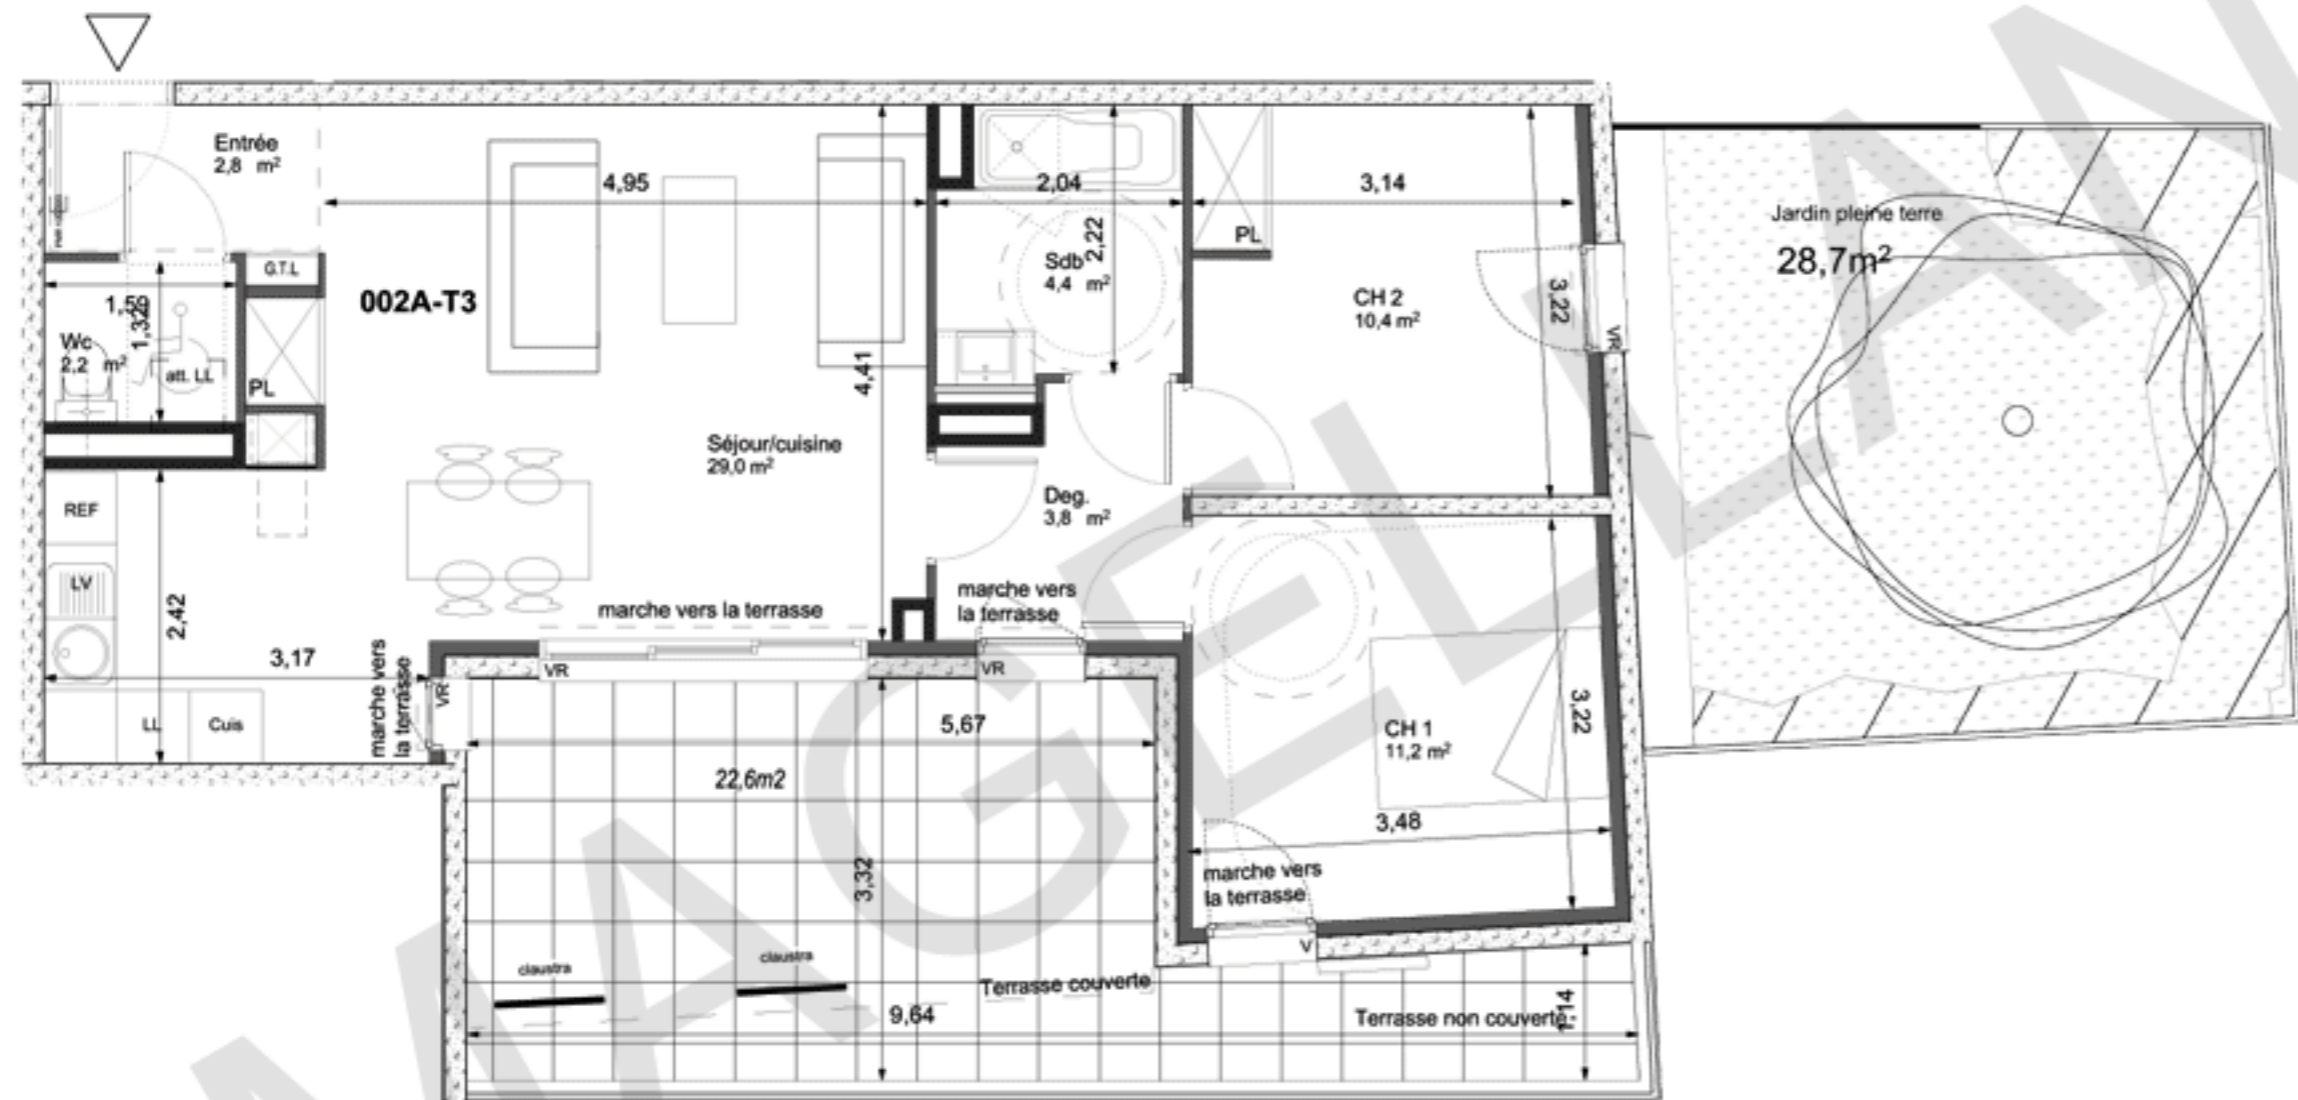 Entrée
2,8 m²
4,95
2,04
3,14
Jardin pleine terre
28,7m²
PL
2,22
Sdb
4,4 m²
G.T.L
1,59
1,32
002A-T3
CH 2
10,4 m²
3,22
VR
Wc
2,2 m²
att. LL
PL
4,41
Séjour/cuisine
29,0 m²
REF
Deg.
3,8 m²
LV
2,42
marche vers la terrasse
marche vers
la terrasse
3,17
marche vers
la terrasse
VR
VR
VR
LL
Cuis
5,67
22,6m2
CH 1
11,2 m²
3,22
3,48
3,32
marche vers
la terrasse
V
claustra
claustra
Terrasse couverte
9,64
Terrasse non couverte
1,14
MAGELLAN